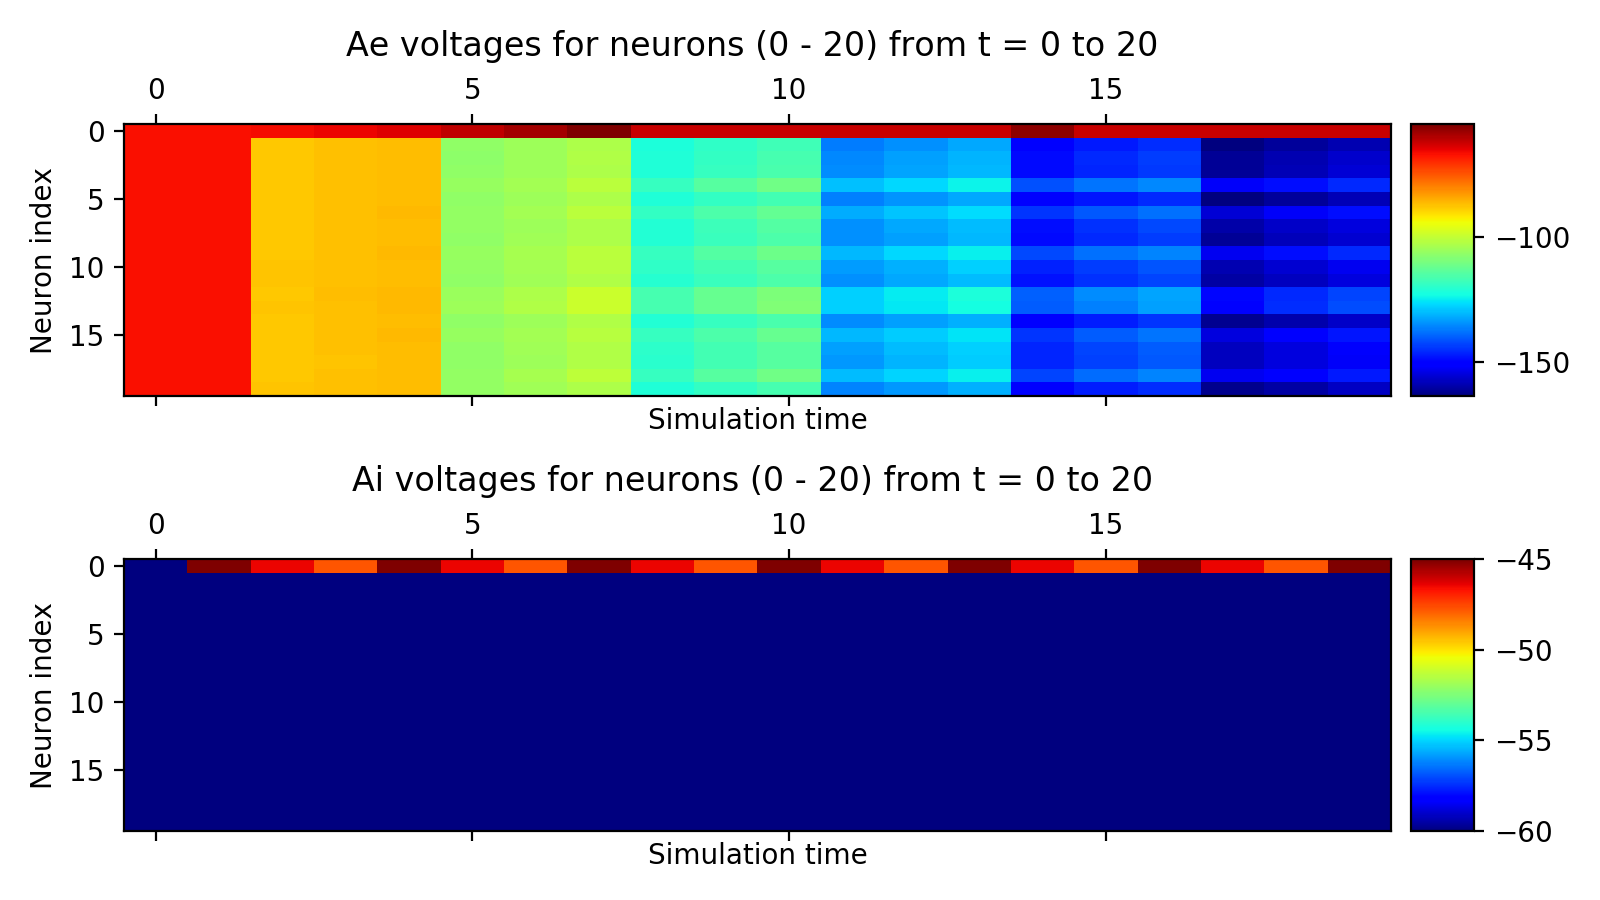 Ae voltages for neurons (0 - 20) from t = 0 to 20
0 5 10 15
0
5
10
15
Neuron index
Simulation time
−100
−150
Ai voltages for neurons (0 - 20) from t = 0 to 20
0 5 10 15
0
5
10
15
Neuron index
Simulation time
−45
−50
−55
−60